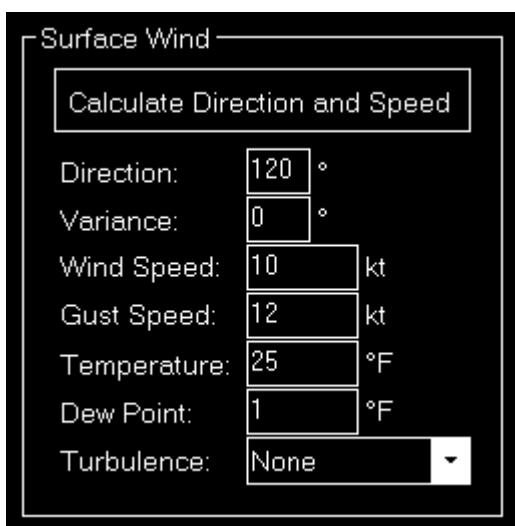 Surface Wind
Calculate Direction and Speed
Direction: 120 °
Variance: 0 °
Wind Speed: 10 kt
Gust Speed: 12 kt
Temperature: 25 °F
Dew Point: 1 °F
Turbulence: None